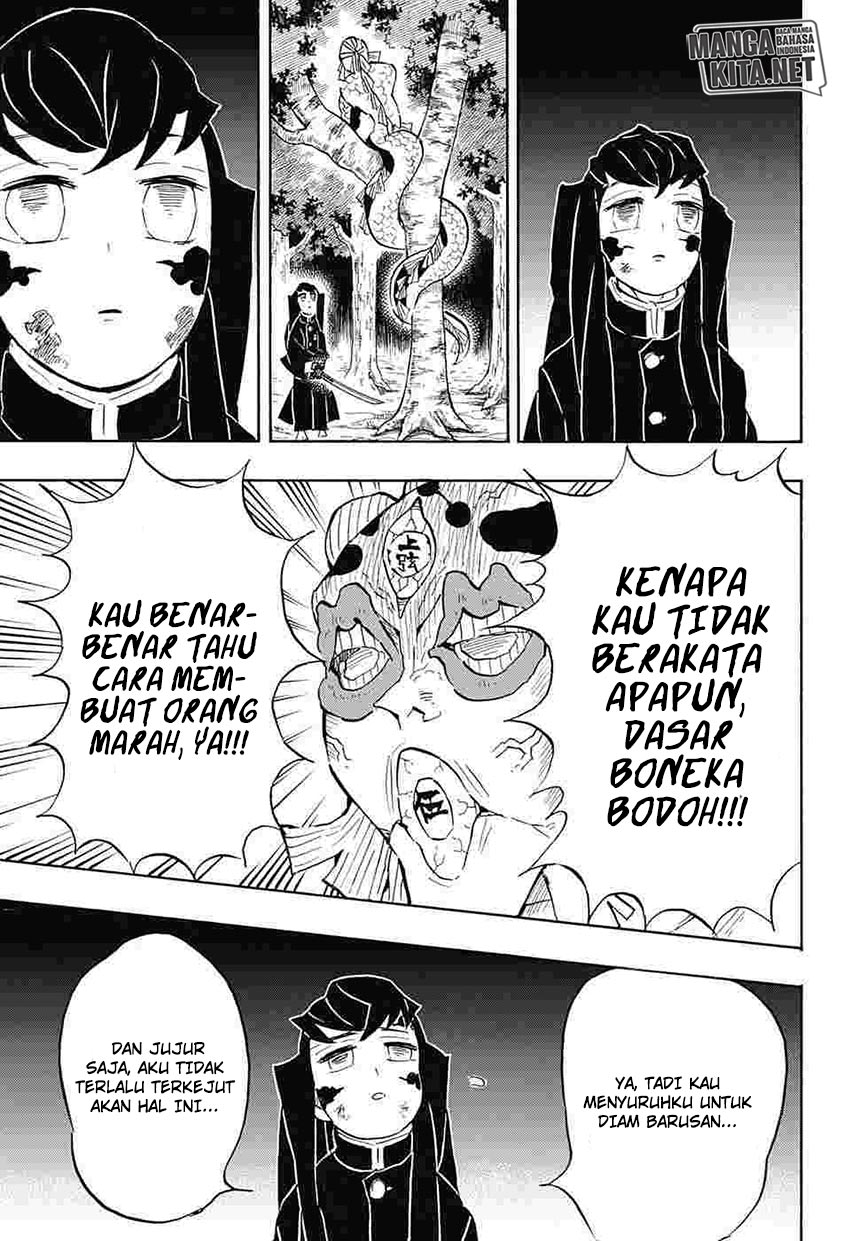 BACA MANGA
BAHASA
INDONESIA
MANGA
KITA.NET
上弦
伍
KENAPA
KAU TIDAK
BERAKATA
APAPUN,
DASAR
BONEKA
BODOH!!!
KAU BENAR-
BENAR TAHU
CARA MEM-
BUAT ORANG
MARAH, YA!!!
YA, TADI KAU
MENYURUHKU UNTUK
DIAM BARUSAN...
DAN JUJUR
SAJA, AKU TIDAK
TERLALU TERKEJUT
AKAN HAL INI...